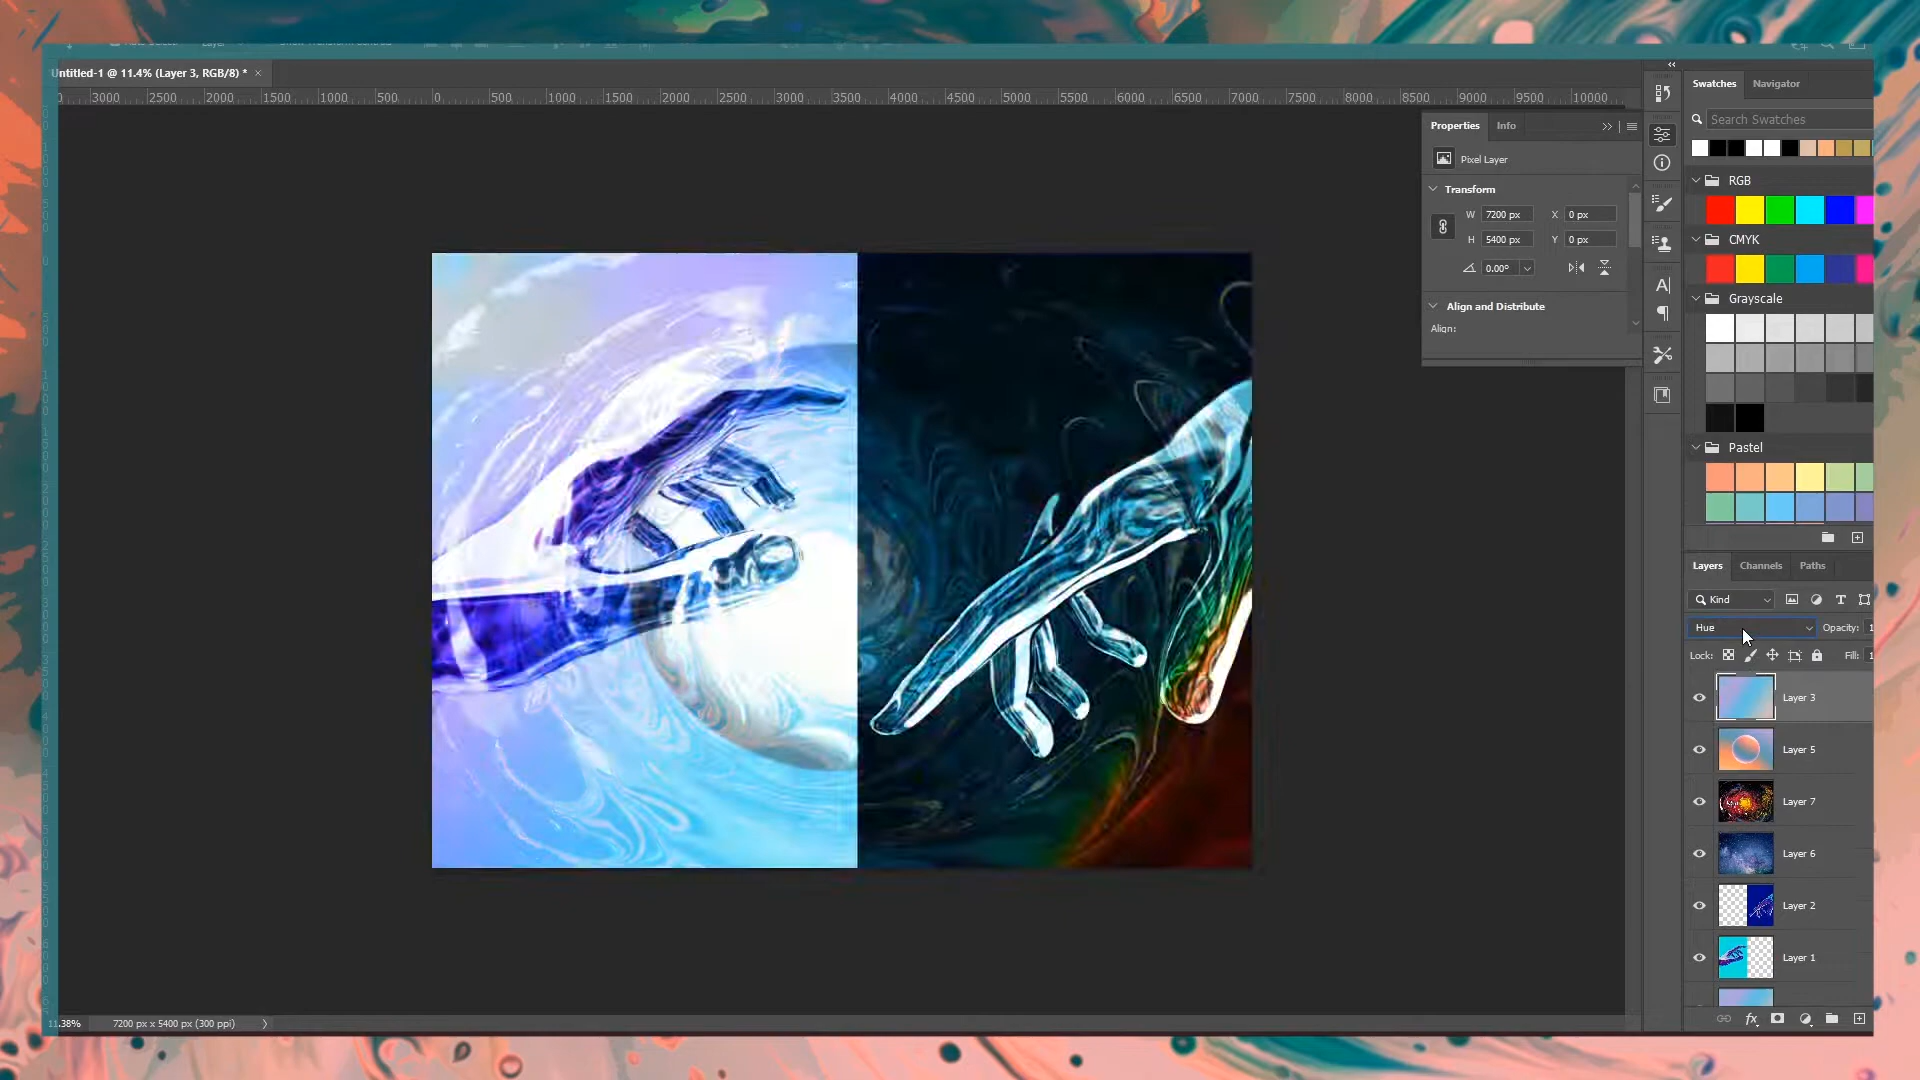 Untitled-1 @ 11.4% (Layer 3, RGB/8) * ×
3000 2500 2000 1500 1000 500 0 500 1000 1500 2000 2500 3000 3500 4000 4500 5000 5500 6000 6500 7000 7500 8000 8500 9000 9500 10000
Properties Info
Pixel Layer
Transform
W 7200 px X 0 px
H 5400 px Y 0 px
0.00°
Align and Distribute
Align:
Swatches Navigator
Search Swatches
RGB
CMYK
Grayscale
Pastel
Layers Channels Paths
Kind
Hue Opacity: 1
Lock: Fill: 1
Layer 3
Layer 5
Layer 7
Layer 6
Layer 2
Layer 1
11.38% 7200 px x 5400 px (300 ppi)